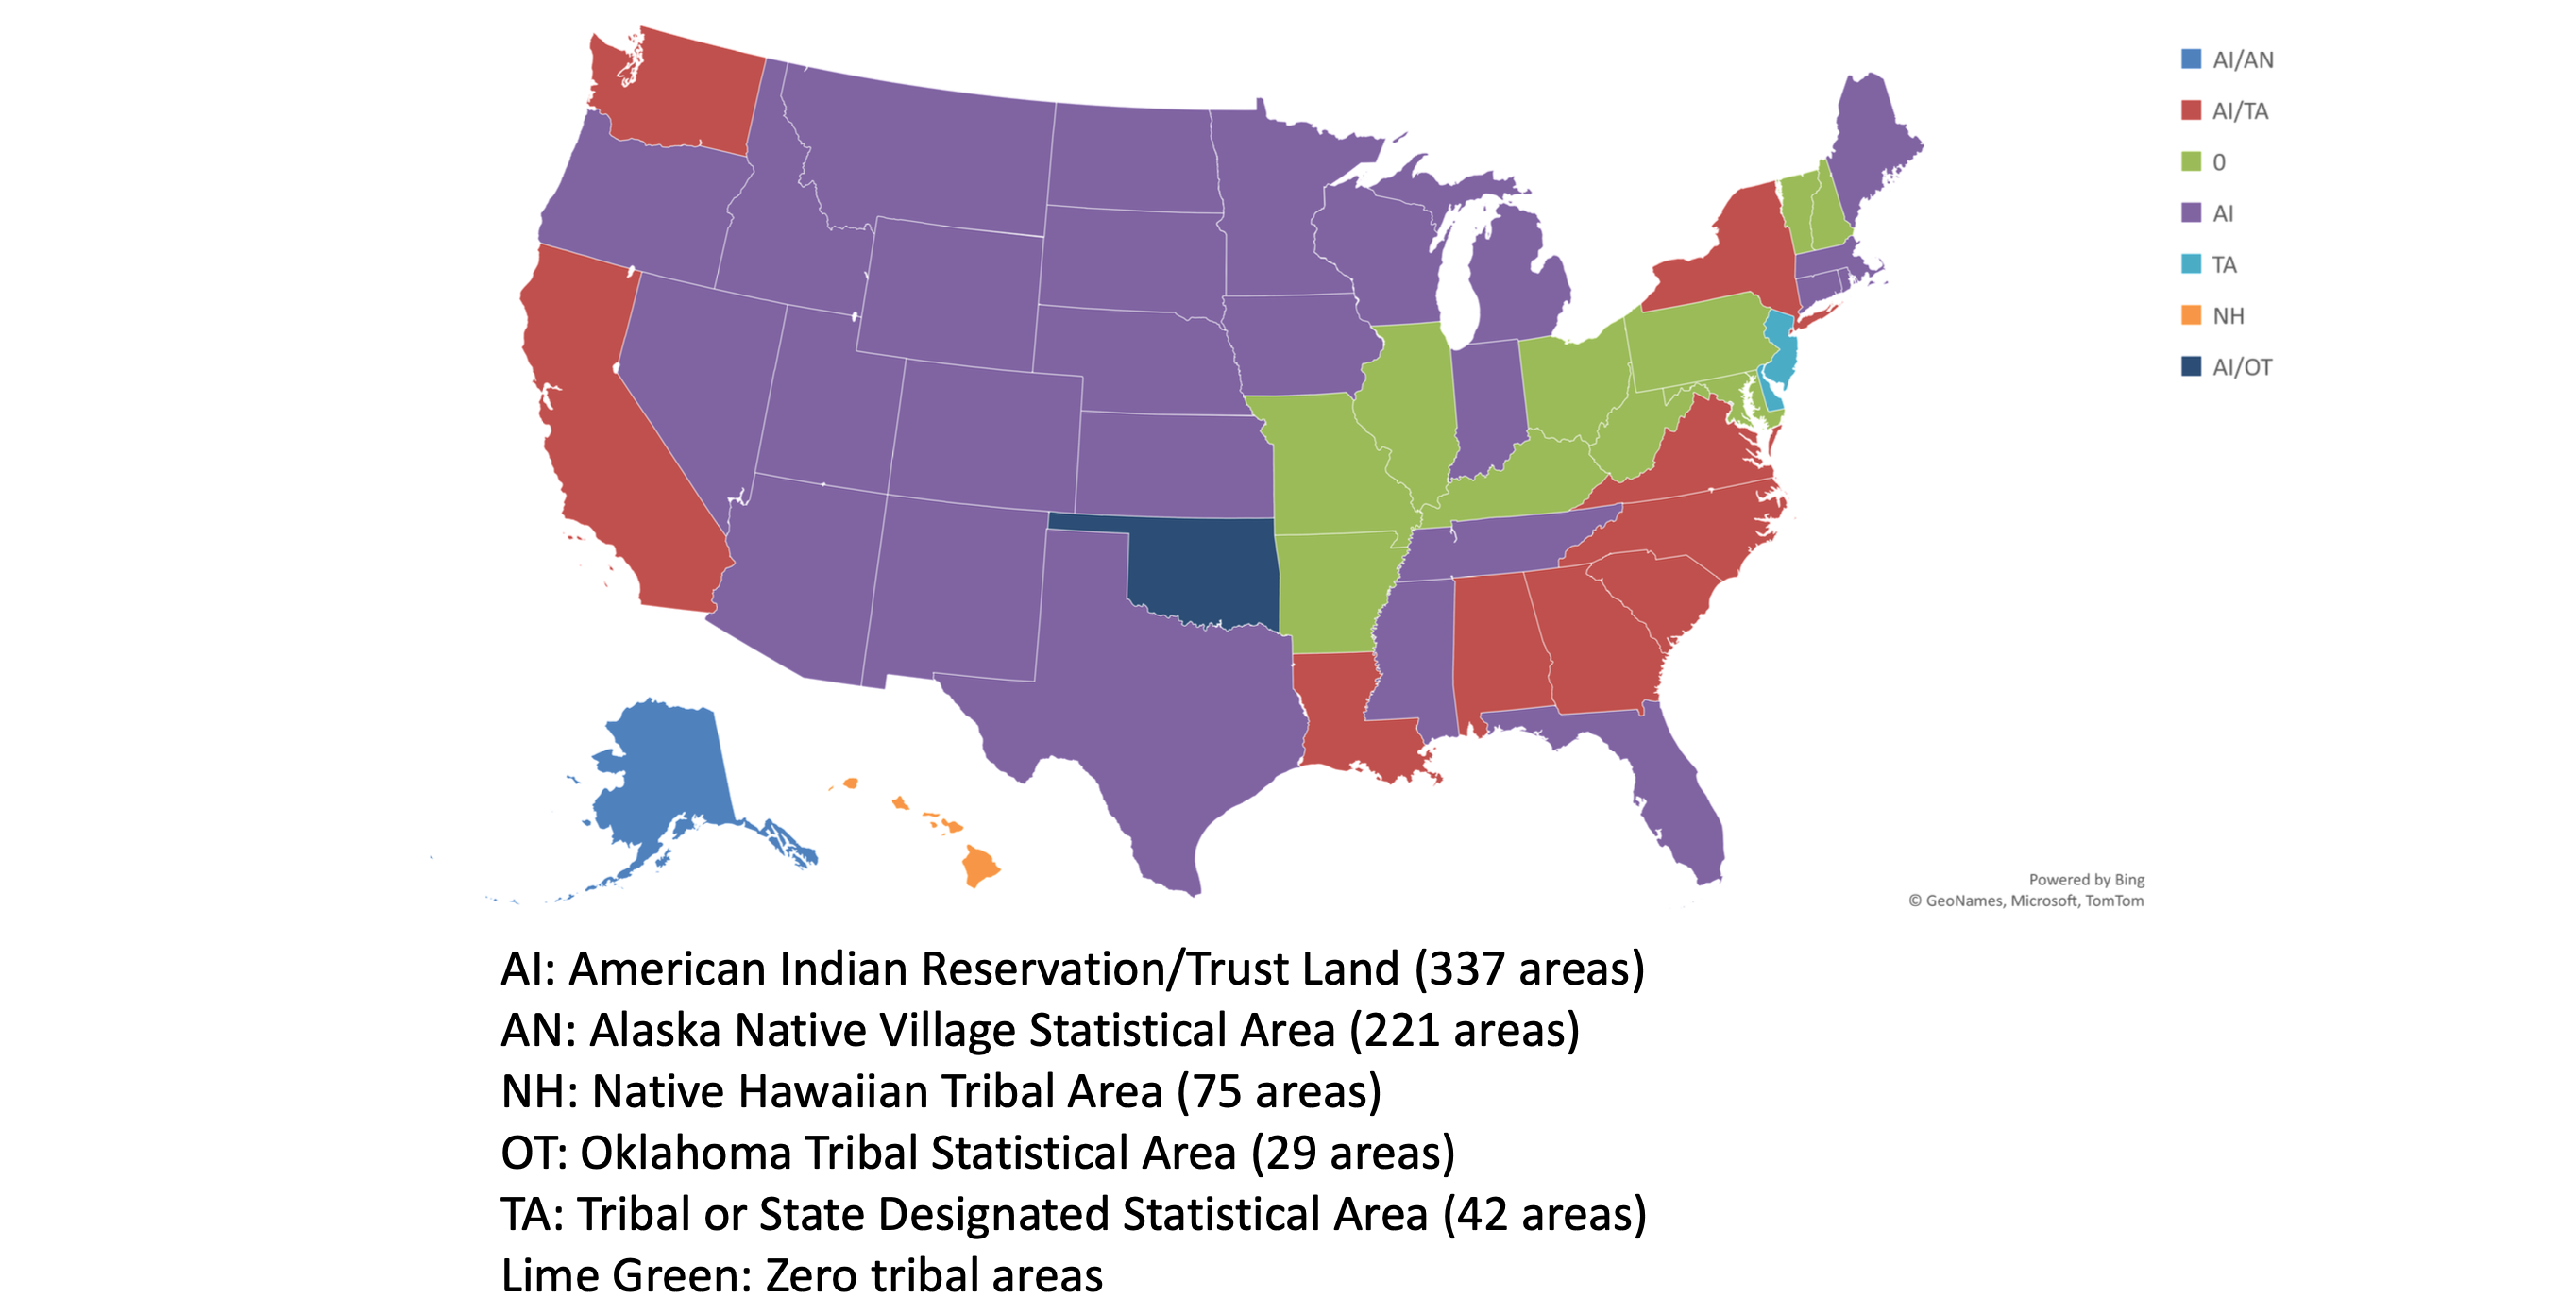 AI/AN
AI/TA
0
AI
TA
NH
AI/OT
Powered by Bing
© GeoNames, Microsoft, TomTom
AI: American Indian Reservation/Trust Land (337 areas)
AN: Alaska Native Village Statistical Area (221 areas)
NH: Native Hawaiian Tribal Area (75 areas)
OT: Oklahoma Tribal Statistical Area (29 areas)
TA: Tribal or State Designated Statistical Area (42 areas)
Lime Green: Zero tribal areas